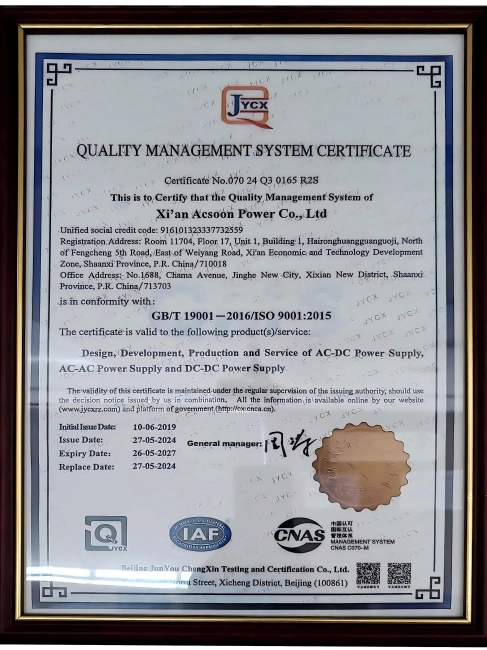 JYCX
QUALITY MANAGEMENT SYSTEM CERTIFICATE
Certificate No.070 24 Q3 0165 R2S
This is to Certify that the Quality Management System of
Xi'an Acsoon Power Co., Ltd
Unified social credit code: 916101323337732559
Registration Address: Room 11704, Floor 17, Unit 1, Building 1, Haironghuangguanguoji, North
of Fengcheng 5th Road, East of Weiyang Road, Xi'an Economic and Technology Development
Zone, Shaanxi Province, P.R. China/710018
Office Address: No.1688, Chama Avenue, Jinghe New City, Xixian New District, Shaanxi
Province, P.R. China/713703
is in conformity with:
GB/T 19001—2016/ISO 9001:2015
The certificate is valid to the following product(s)/service:
Design, Development, Production and Service of AC-DC Power Supply,
AC-AC Power Supply and DC-DC Power Supply
The validity of this certificate is maintained under the regular supervision of the issuing authority, should use
the decision notice issued by us in combination. All the information is available online by our website
(www.jycxrz.com) and platform of government (http://cx.cnca.cn).
Initial Issue Date: 10-06-2019
Issue Date: 27-05-2024
Expiry Date: 26-05-2027
Replace Date: 27-05-2024
General manager:
JYCX
IAF
CNAS
中国认可
国际互认
管理体系
MANAGEMENT SYSTEM
CNAS C070-M
Beijing JunYou ChengXin Testing and Certification Co., Ltd.
Street, Xicheng District, Beijing (100861)